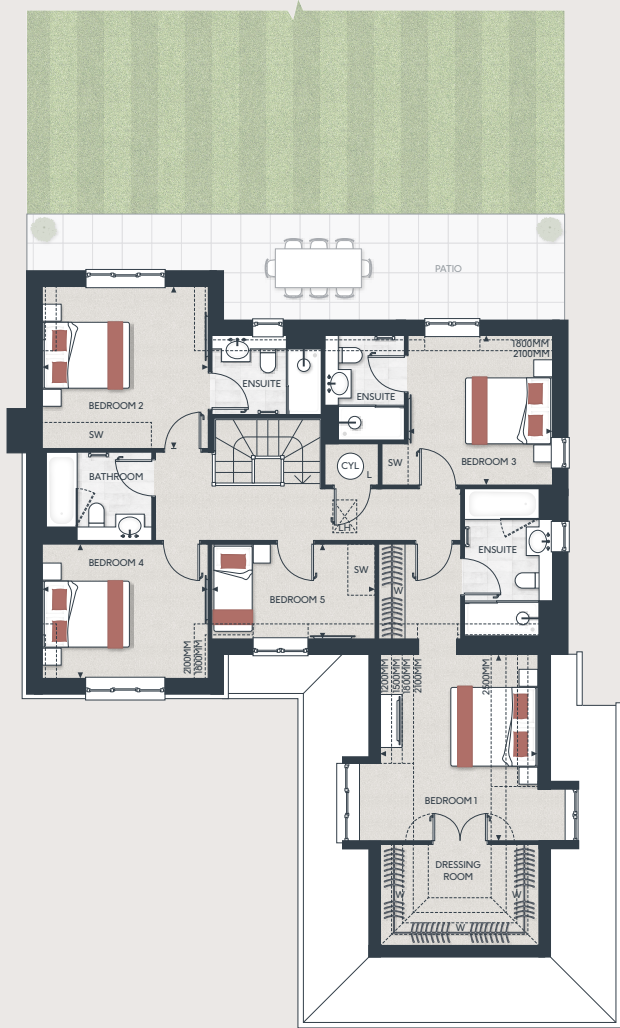 PATIO
1800MM
2100MM
ENSUITE
ENSUITE
BEDROOM 2
SW
BEDROOM 3
CYL
L
SW
BATHROOM
LH
ENSUITE
BEDROOM 4
SW
BEDROOM 5
W
2100MM
1800MM
1200MM
1500MM
1800MM
2100MM
2500MM
BEDROOM 1
DRESSING
ROOM
W
W
W